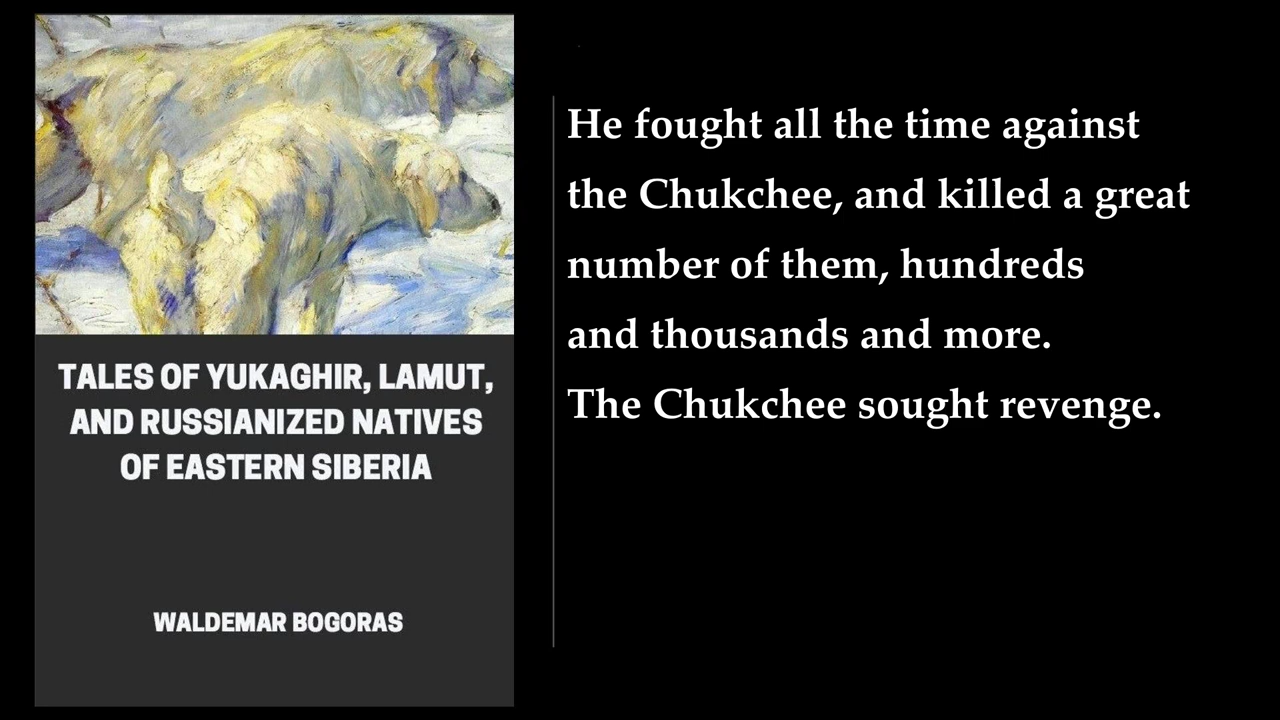 TALES OF YUKAGHIR, LAMUT,
AND RUSSIANIZED NATIVES
OF EASTERN SIBERIA
WALDEMAR BOGORAS
He fought all the time against
the Chukchee, and killed a great
number of them, hundreds
and thousands and more.
The Chukchee sought revenge.